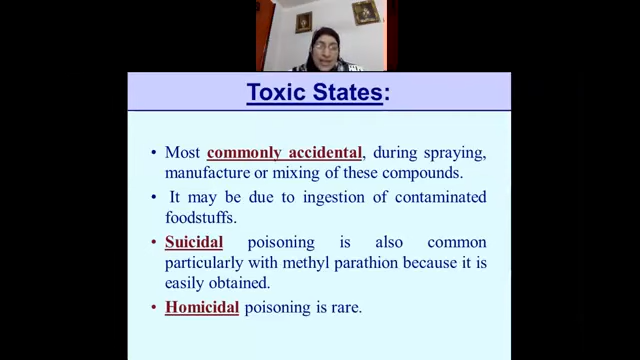 Toxic States:
• Most commonly accidental, during spraying,
manufacture or mixing of these compounds.
• It may be due to ingestion of contaminated
foodstuffs.
• Suicidal poisoning is also common
particularly with methyl parathion because it is
easily obtained.
• Homicidal poisoning is rare.